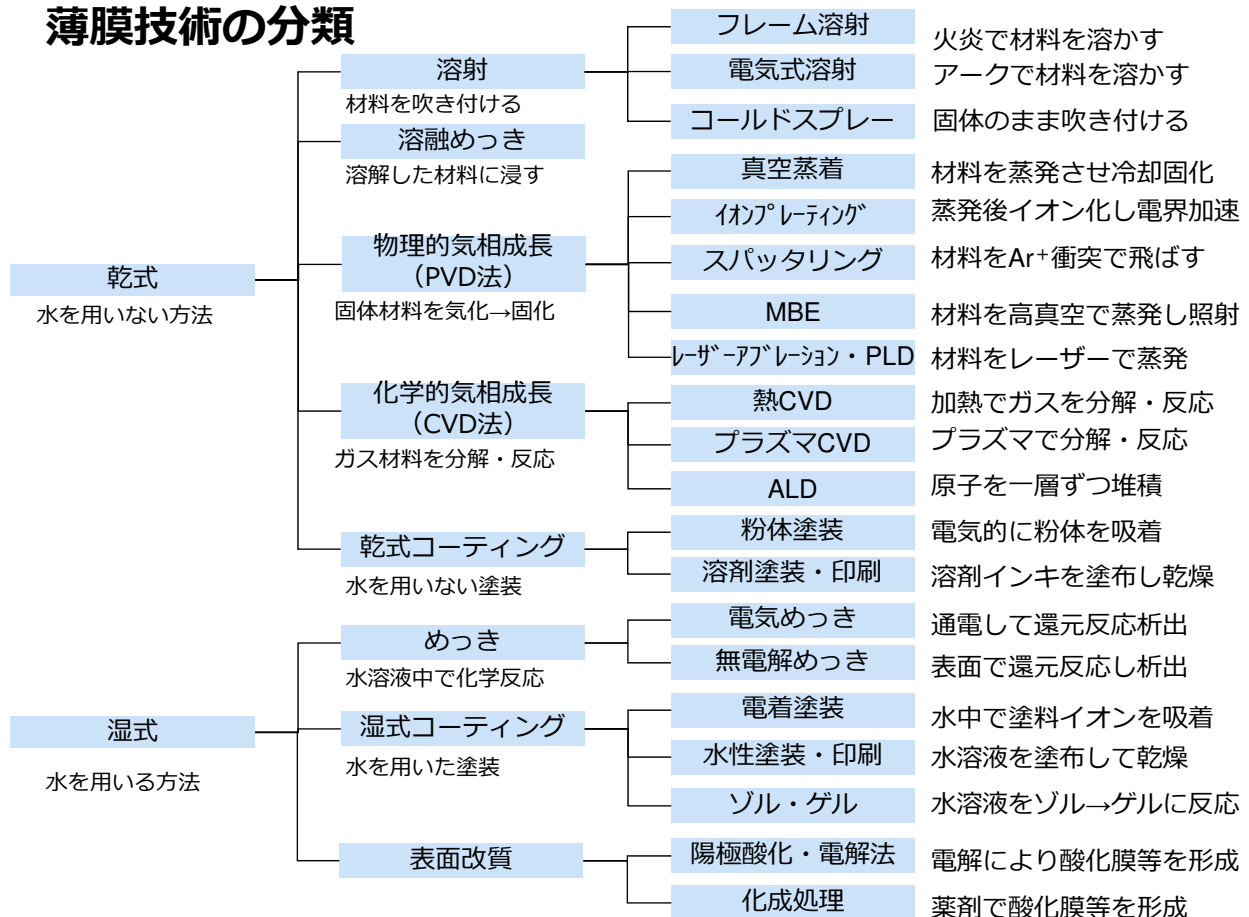 薄膜技術の分類
乾式
水を用いない方法
溶射
材料を吹き付ける
フレーム溶射
火炎で材料を溶かす
電気式溶射
アークで材料を溶かす
コールドスプレー
固体のまま吹き付ける
溶融めっき
溶解した材料に浸す
物理的気相成長
（PVD法）
固体材料を気化→固化
真空蒸着
材料を蒸発させ冷却固化
ｲｵﾝﾌﾟﾚｰﾃｨﾝｸﾞ
蒸発後イオン化し電界加速
スパッタリング
材料をAr⁺衝突で飛ばす
MBE
材料を高真空で蒸発し照射
ﾚｰｻﾞｰｱﾌﾞﾚｰｼｮﾝ・PLD
材料をレーザーで蒸発
化学的気相成長
（CVD法）
ガス材料を分解・反応
熱CVD
加熱でガスを分解・反応
プラズマCVD
プラズマで分解・反応
ALD
原子を一層ずつ堆積
乾式コーティング
水を用いない塗装
粉体塗装
電気的に粉体を吸着
溶剤塗装・印刷
溶剤インキを塗布し乾燥
湿式
水を用いる方法
めっき
水溶液中で化学反応
電気めっき
通電して還元反応析出
無電解めっき
表面で還元反応し析出
湿式コーティング
水を用いた塗装
電着塗装
水中で塗料イオンを吸着
水性塗装・印刷
水溶液を塗布して乾燥
ゾル・ゲル
水溶液をゾル→ゲルに反応
表面改質
陽極酸化・電解法
電解により酸化膜等を形成
化成処理
薬剤で酸化膜等を形成